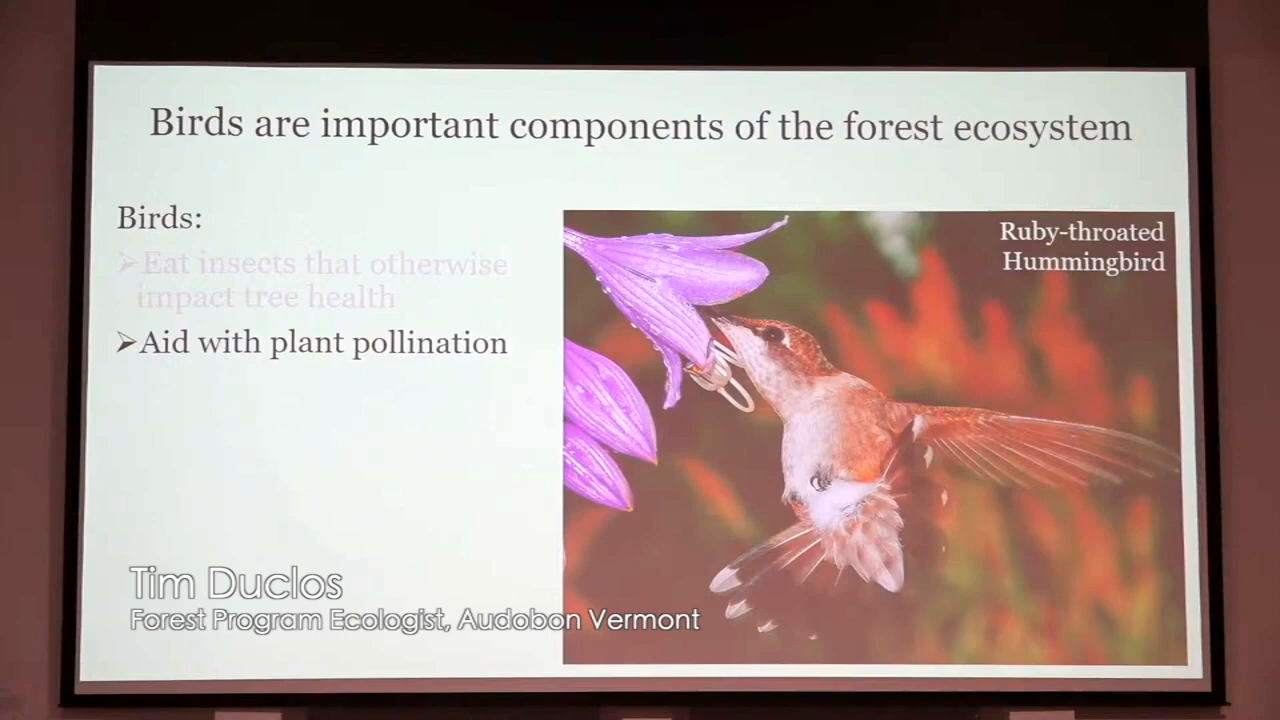 Birds are important components of the forest ecosystem
Birds:
➢Eat insects that otherwise
impact tree health
➢Aid with plant pollination
Ruby-throated
Hummingbird
Tim Duclos
Forest Program Ecologist, Audobon Vermont